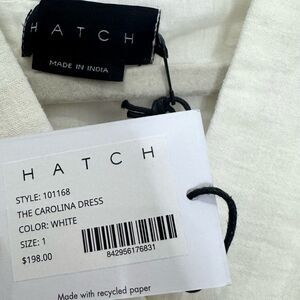 HATCH
MADE IN INDIA
HATCH
STYLE: 101168
THE CAROLINA DRESS
COLOR: WHITE
SIZE: 1
$198.00
842956176831
Made with recycled paper